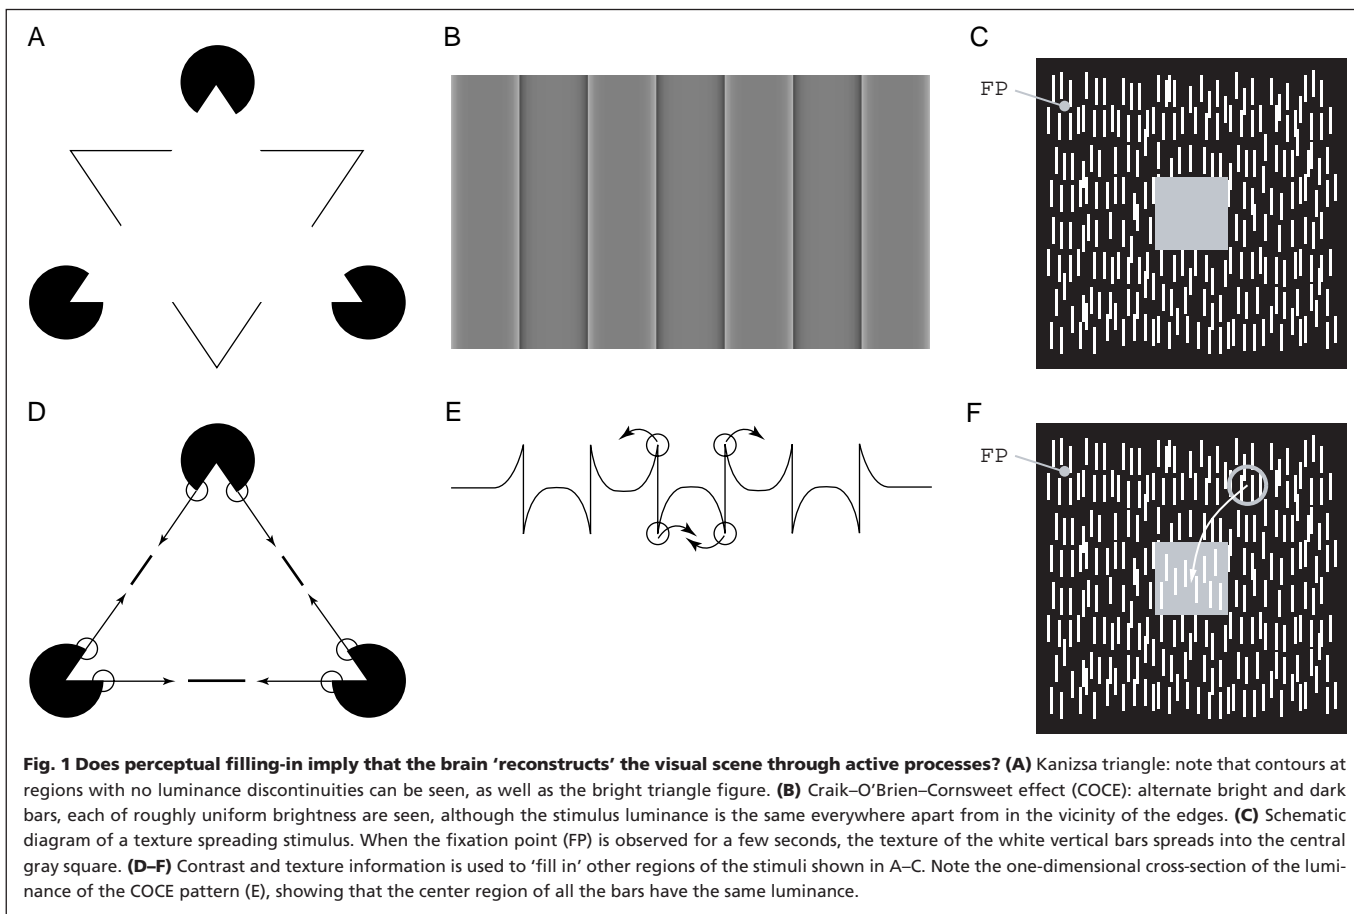 A
B
C
FP
D
E
F
FP
Fig. 1 Does perceptual filling-in imply that the brain ‘reconstructs’ the visual scene through active processes? (A) Kanizsa triangle: note that contours at
regions with no luminance discontinuities can be seen, as well as the bright triangle figure. (B) Craik–O’Brien–Cornsweet effect (COCE): alternate bright and dark
bars, each of roughly uniform brightness are seen, although the stimulus luminance is the same everywhere apart from in the vicinity of the edges. (C) Schematic
diagram of a texture spreading stimulus. When the fixation point (FP) is observed for a few seconds, the texture of the white vertical bars spreads into the central
gray square. (D–F) Contrast and texture information is used to ‘fill in’ other regions of the stimuli shown in A–C. Note the one-dimensional cross-section of the lumi-
nance of the COCE pattern (E), showing that the center region of all the bars have the same luminance.